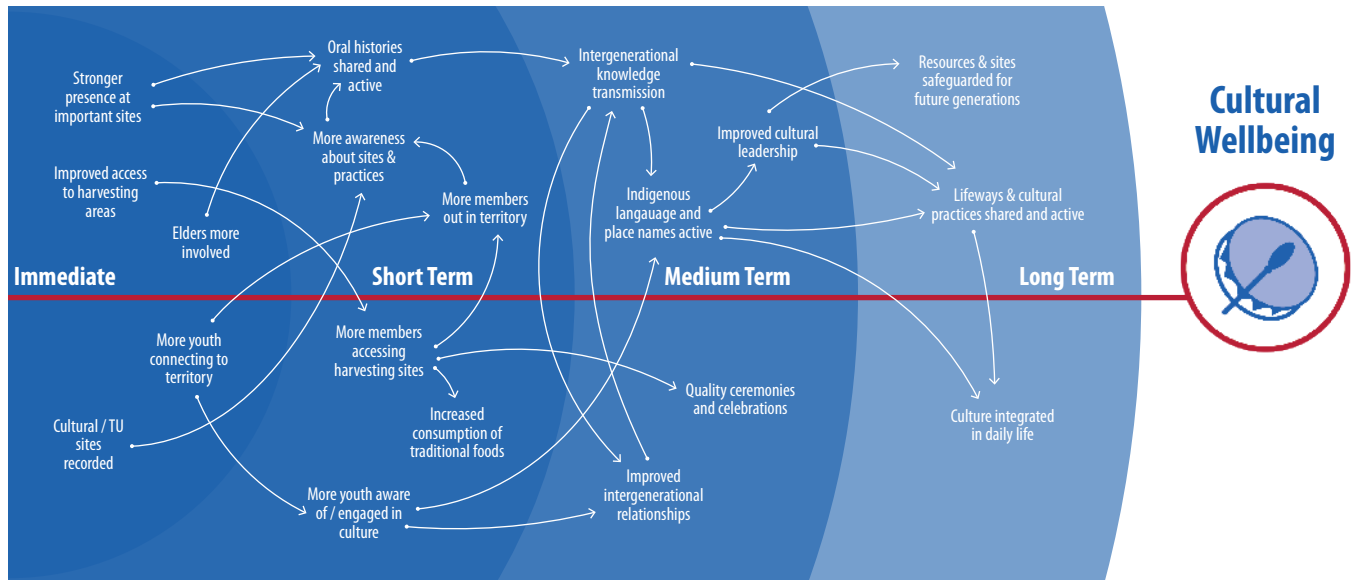 Stronger
presence at
important sites
Improved access
to harvesting
areas
Elders more
involved
Immediate
More youth
connecting to
territory
Cultural / TU
sites
recorded
Oral histories
shared and
active
More awareness
about sites &
practices
More members
out in territory
Short Term
More members
accessing
harvesting sites
Increased
consumption of
traditional foods
More youth aware
of / engaged in
culture
Intergenerational
knowledge
transmission
Improved cultural
leadership
Indigenous
langauage and
place names active
Medium Term
Quality ceremonies
and celebrations
Improved
intergenerational
relationships
Resources & sites
safeguarded for
future generations
Lifeways & cultural
practices shared and active
Long Term
Culture integrated
in daily life
Cultural
Wellbeing